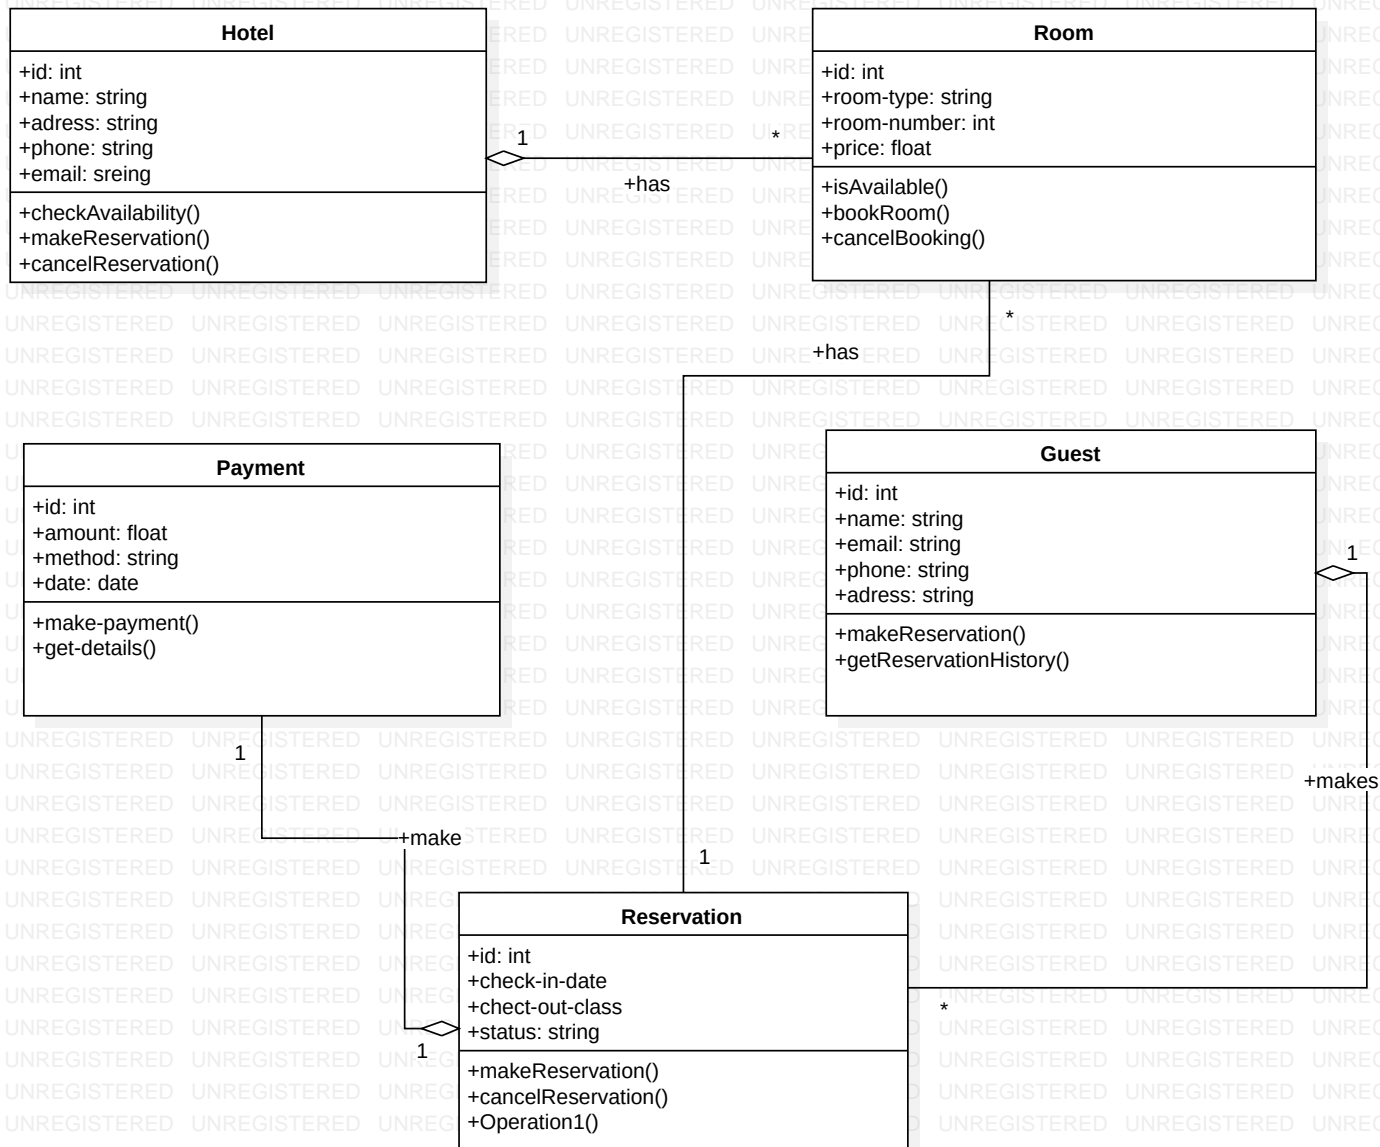 Hotel
+id: int
+name: string
+adress: string
+phone: string
+email: sreing
+checkAvailability()
+makeReservation()
+cancelReservation()
1
*
+has
Room
+id: int
+room-type: string
+room-number: int
+price: float
+isAvailable()
+bookRoom()
+cancelBooking()
*
+has
Payment
+id: int
+amount: float
+method: string
+date: date
+make-payment()
+get-details()
Guest
+id: int
+name: string
+email: string
+phone: string
+adress: string
+makeReservation()
+getReservationHistory()
1
+makes
1
+make
1
Reservation
+id: int
+check-in-date
+chect-out-class
+status: string
+makeReservation()
+cancelReservation()
+Operation1()
1
*
UNREGISTERED